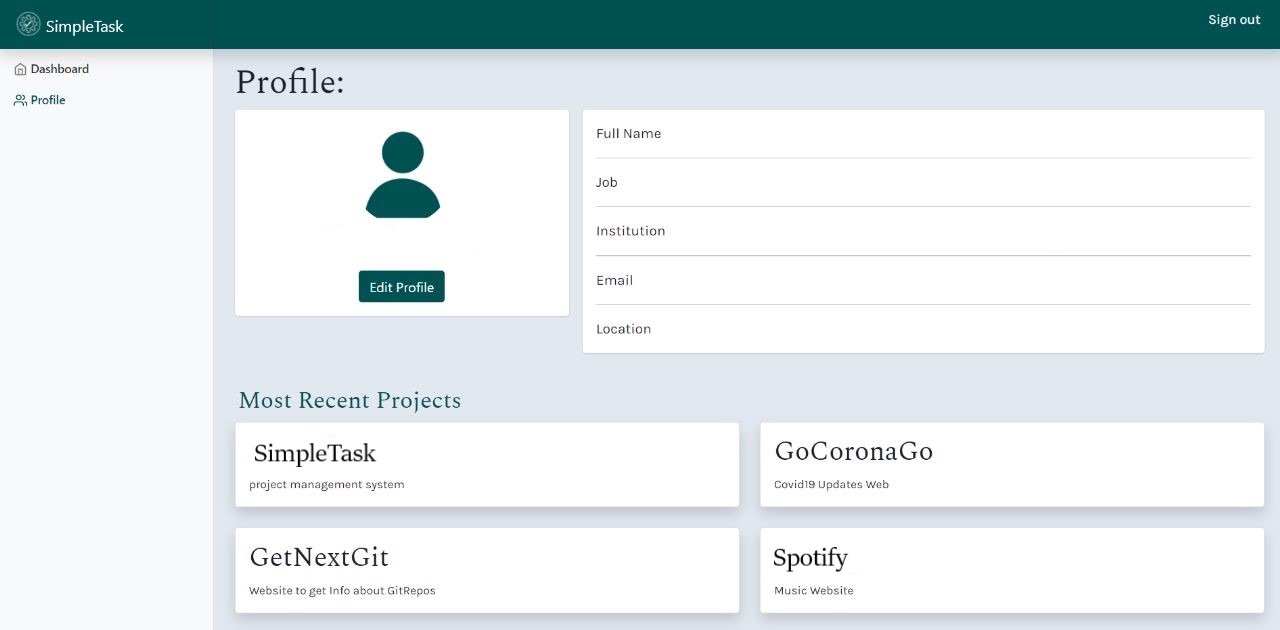 SimpleTask
Sign out
Dashboard
Profile
Profile:
Edit Profile
Full Name
Job
Institution
Email
Location
Most Recent Projects
SimpleTask
project management system
GoCoronaGo
Covid19 Updates Web
GetNextGit
Website to get Info about GitRepos
Spotify
Music Website